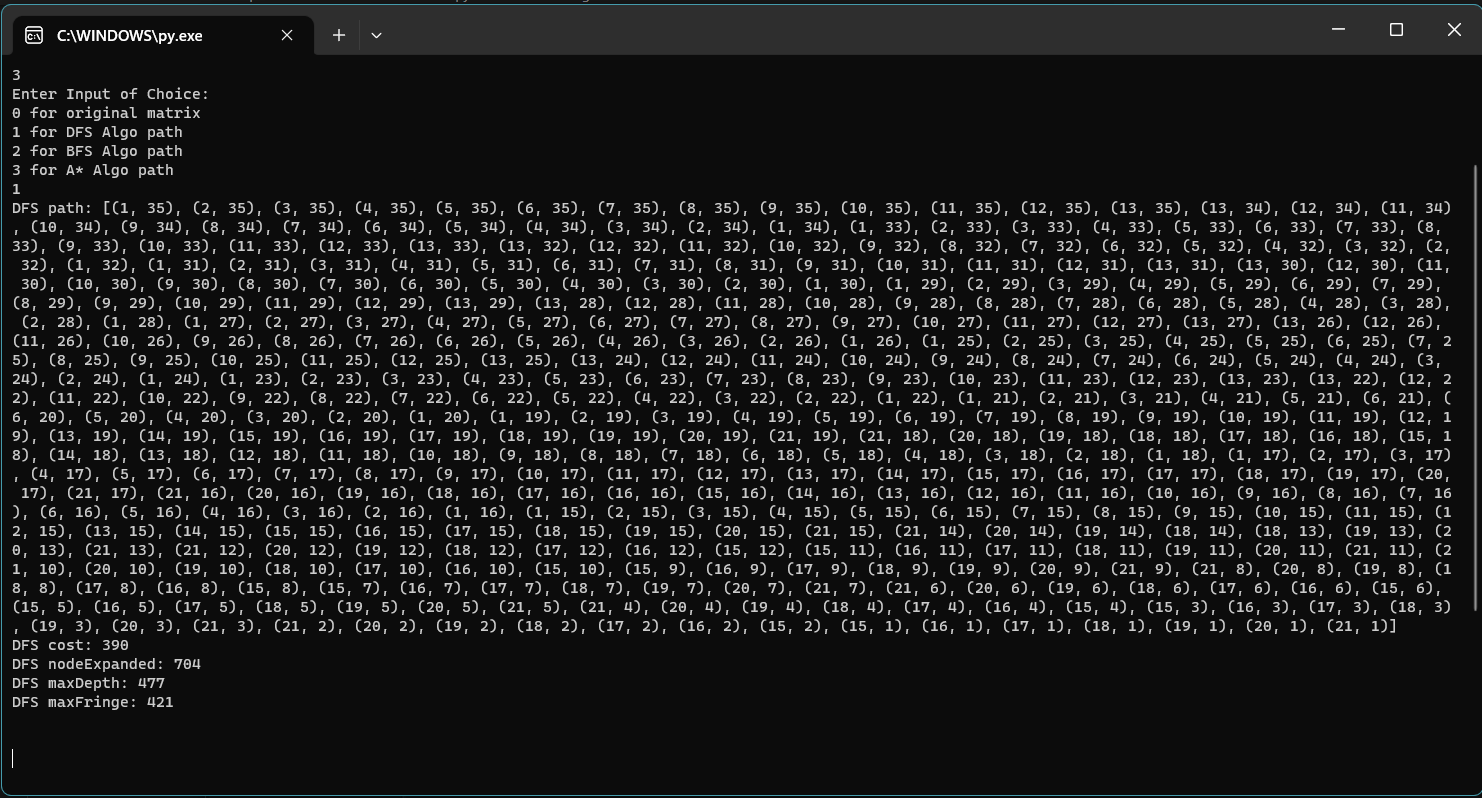 C:\WINDOWS\py.exe
3
Enter Input of Choice:
0 for original matrix
1 for DFS Algo path
2 for BFS Algo path
3 for A* Algo path
1
DFS path: [(1, 35), (2, 35), (3, 35), (4, 35), (5, 35), (6, 35), (7, 35), (8, 35), (9, 35), (10, 35), (11, 35), (12, 35), (13, 35), (13, 34), (12, 34), (11, 34)
, (10, 34), (9, 34), (8, 34), (7, 34), (6, 34), (5, 34), (4, 34), (3, 34), (2, 34), (1, 34), (1, 33), (2, 33), (3, 33), (4, 33), (5, 33), (6, 33), (7, 33), (8,
33), (9, 33), (10, 33), (11, 33), (12, 33), (13, 33), (13, 32), (12, 32), (11, 32), (10, 32), (9, 32), (8, 32), (7, 32), (6, 32), (5, 32), (4, 32), (3, 32), (2,
32), (1, 32), (1, 31), (2, 31), (3, 31), (4, 31), (5, 31), (6, 31), (7, 31), (8, 31), (9, 31), (10, 31), (11, 31), (12, 31), (13, 31), (13, 30), (12, 30), (11,
30), (10, 30), (9, 30), (8, 30), (7, 30), (6, 30), (5, 30), (4, 30), (3, 30), (2, 30), (1, 30), (1, 29), (2, 29), (3, 29), (4, 29), (5, 29), (6, 29), (7, 29),
(8, 29), (9, 29), (10, 29), (11, 29), (12, 29), (13, 29), (13, 28), (12, 28), (11, 28), (10, 28), (9, 28), (8, 28), (7, 28), (6, 28), (5, 28), (4, 28), (3, 28),
(2, 28), (1, 28), (1, 27), (2, 27), (3, 27), (4, 27), (5, 27), (6, 27), (7, 27), (8, 27), (9, 27), (10, 27), (11, 27), (12, 27), (13, 27), (13, 26), (12, 26),
(11, 26), (10, 26), (9, 26), (8, 26), (7, 26), (6, 26), (5, 26), (4, 26), (3, 26), (2, 26), (1, 26), (1, 25), (2, 25), (3, 25), (4, 25), (5, 25), (6, 25), (7, 2
5), (8, 25), (9, 25), (10, 25), (11, 25), (12, 25), (13, 25), (13, 24), (12, 24), (11, 24), (10, 24), (9, 24), (8, 24), (7, 24), (6, 24), (5, 24), (4, 24), (3,
24), (2, 24), (1, 24), (1, 23), (2, 23), (3, 23), (4, 23), (5, 23), (6, 23), (7, 23), (8, 23), (9, 23), (10, 23), (11, 23), (12, 23), (13, 23), (13, 22), (12, 2
2), (11, 22), (10, 22), (9, 22), (8, 22), (7, 22), (6, 22), (5, 22), (4, 22), (3, 22), (2, 22), (1, 22), (1, 21), (2, 21), (3, 21), (4, 21), (5, 21), (6, 21), (
6, 20), (5, 20), (4, 20), (3, 20), (2, 20), (1, 20), (1, 19), (2, 19), (3, 19), (4, 19), (5, 19), (6, 19), (7, 19), (8, 19), (9, 19), (10, 19), (11, 19), (12, 1
9), (13, 19), (14, 19), (15, 19), (16, 19), (17, 19), (18, 19), (19, 19), (20, 19), (21, 19), (21, 18), (20, 18), (19, 18), (18, 18), (17, 18), (16, 18), (15, 1
8), (14, 18), (13, 18), (12, 18), (11, 18), (10, 18), (9, 18), (8, 18), (7, 18), (6, 18), (5, 18), (4, 18), (3, 18), (2, 18), (1, 18), (1, 17), (2, 17), (3, 17)
, (4, 17), (5, 17), (6, 17), (7, 17), (8, 17), (9, 17), (10, 17), (11, 17), (12, 17), (13, 17), (14, 17), (15, 17), (16, 17), (17, 17), (18, 17), (19, 17), (20,
17), (21, 17), (21, 16), (20, 16), (19, 16), (18, 16), (17, 16), (16, 16), (15, 16), (14, 16), (13, 16), (12, 16), (11, 16), (10, 16), (9, 16), (8, 16), (7, 16
), (6, 16), (5, 16), (4, 16), (3, 16), (2, 16), (1, 16), (1, 15), (2, 15), (3, 15), (4, 15), (5, 15), (6, 15), (7, 15), (8, 15), (9, 15), (10, 15), (11, 15), (1
2, 15), (13, 15), (14, 15), (15, 15), (16, 15), (17, 15), (18, 15), (19, 15), (20, 15), (21, 15), (21, 14), (20, 14), (19, 14), (18, 14), (18, 13), (19, 13), (2
0, 13), (21, 13), (21, 12), (20, 12), (19, 12), (18, 12), (17, 12), (16, 12), (15, 12), (15, 11), (16, 11), (17, 11), (18, 11), (19, 11), (20, 11), (21, 11), (2
1, 10), (20, 10), (19, 10), (18, 10), (17, 10), (16, 10), (15, 10), (15, 9), (16, 9), (17, 9), (18, 9), (19, 9), (20, 9), (21, 9), (21, 8), (20, 8), (19, 8), (1
8, 8), (17, 8), (16, 8), (15, 8), (15, 7), (16, 7), (17, 7), (18, 7), (19, 7), (20, 7), (21, 7), (21, 6), (20, 6), (19, 6), (18, 6), (17, 6), (16, 6), (15, 6),
(15, 5), (16, 5), (17, 5), (18, 5), (19, 5), (20, 5), (21, 5), (21, 4), (20, 4), (19, 4), (18, 4), (17, 4), (16, 4), (15, 4), (15, 3), (16, 3), (17, 3), (18, 3)
, (19, 3), (20, 3), (21, 3), (21, 2), (20, 2), (19, 2), (18, 2), (17, 2), (16, 2), (15, 2), (15, 1), (16, 1), (17, 1), (18, 1), (19, 1), (20, 1), (21, 1)]
DFS cost: 390
DFS nodeExpanded: 704
DFS maxDepth: 477
DFS maxFringe: 421